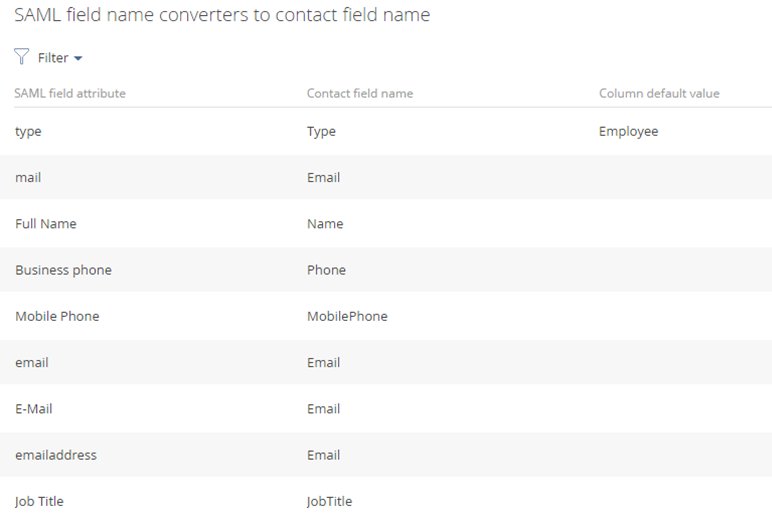 SAML field name converters to contact field name
Filter
SAML field attribute Contact field name Column default value
type Type Employee
mail Email
Full Name Name
Business phone Phone
Mobile Phone MobilePhone
email Email
E-Mail Email
emailaddress Email
Job Title JobTitle